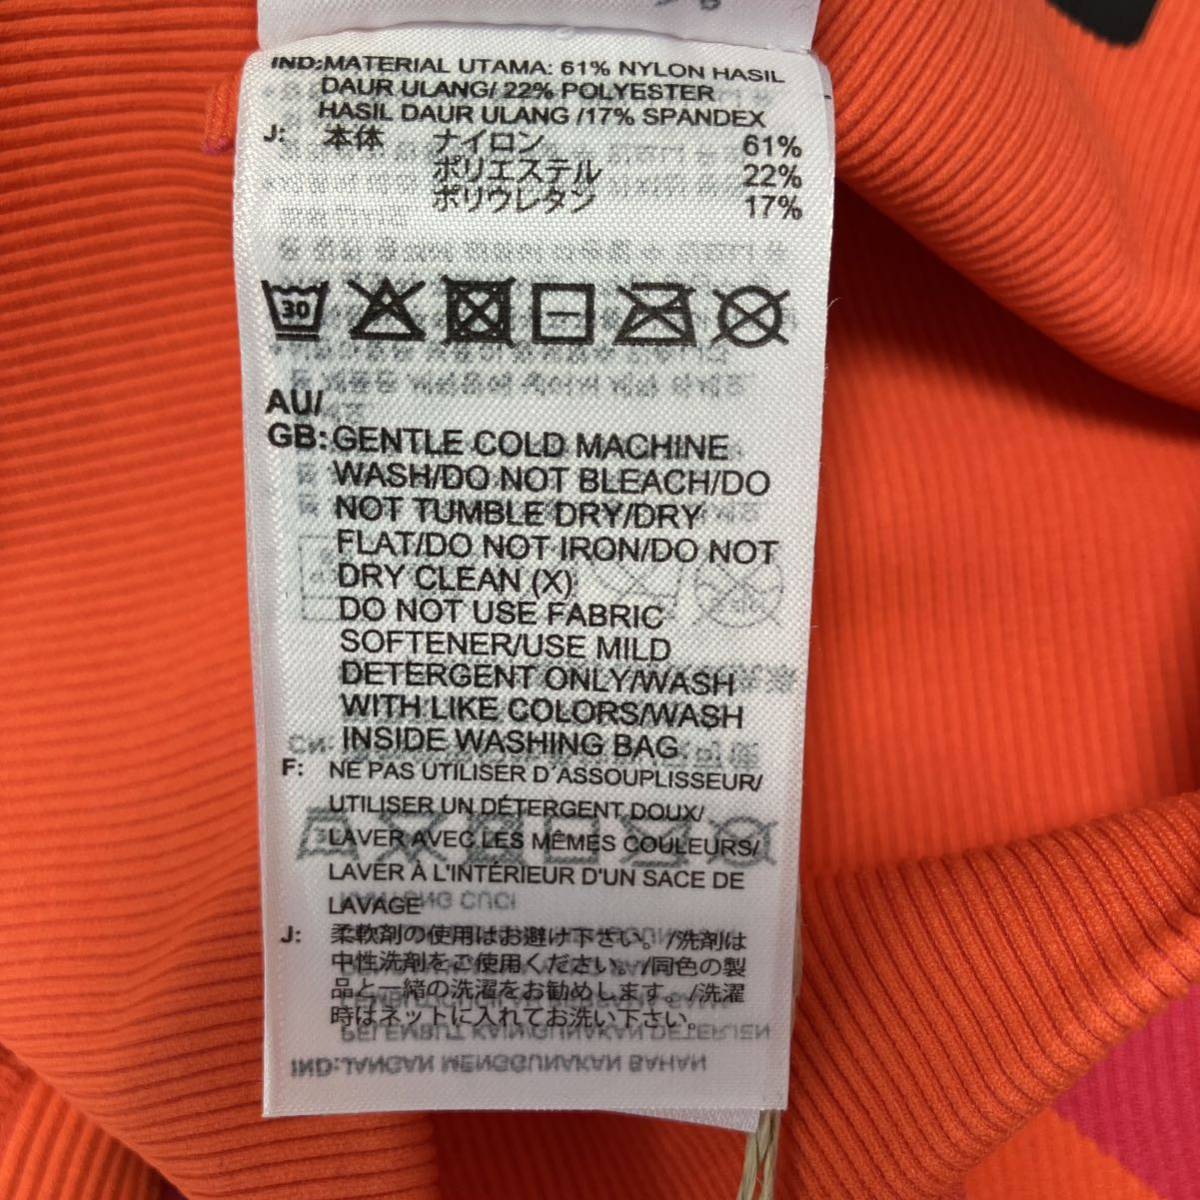 IND:MATERIAL UTAMA: 61% NYLON HASIL
DAUR ULANG/ 22% POLYESTER
HASIL DAUR ULANG /17% SPANDEX
J: 本体 ナイロン 61%
ポリエステル 22%
ポリウレタン 17%
30
AU/
GB: GENTLE COLD MACHINE
WASH/DO NOT BLEACH/DO
NOT TUMBLE DRY/DRY
FLAT/DO NOT IRON/DO NOT
DRY CLEAN (X)
DO NOT USE FABRIC
SOFTENER/USE MILD
DETERGENT ONLY/WASH
WITH LIKE COLORS/WASH
INSIDE WASHING BAG
F: NE PAS UTILISER D'ASSOUPLISSEUR/
UTILISER UN DÉTERGENT DOUX/
LAVER AVEC LES MÊMES COULEURS/
LAVER À L'INTÉRIEUR D'UN SACE DE
LAVAGE
J: 柔軟剤の使用はお避け下さい。/洗剤は
中性洗剤をご使用ください。/同色の製
品と一緒の洗濯をお勧めします。/洗濯
時はネットに入れてお洗い下さい。